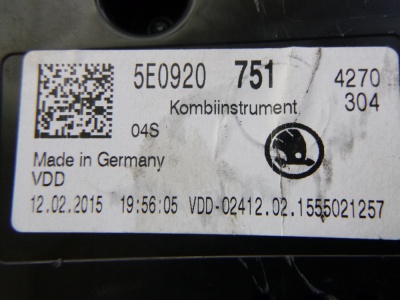 5E0920 751 4270
Kombiinstrument 304
04S
Made in Germany
VDD
12.02.2015 19:56:05 VDD-02412.02.1555021257